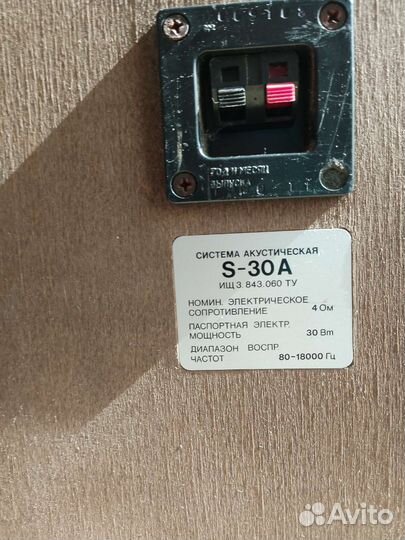 ГОД И МЕСЯЦ
ВЫПУСКА
СИСТЕМА АКУСТИЧЕСКАЯ
S-30A
ИЩ3 843.060 ТУ
НОМИН. ЭЛЕКТРИЧЕСКОЕ
СОПРОТИВЛЕНИЕ 4 Ом
ПАСПОРТНАЯ ЭЛЕКТР.
МОЩНОСТЬ 30 Вт
ДИАПАЗОН ВОСПР.
ЧАСТОТ 80-18000 Гц
Avito